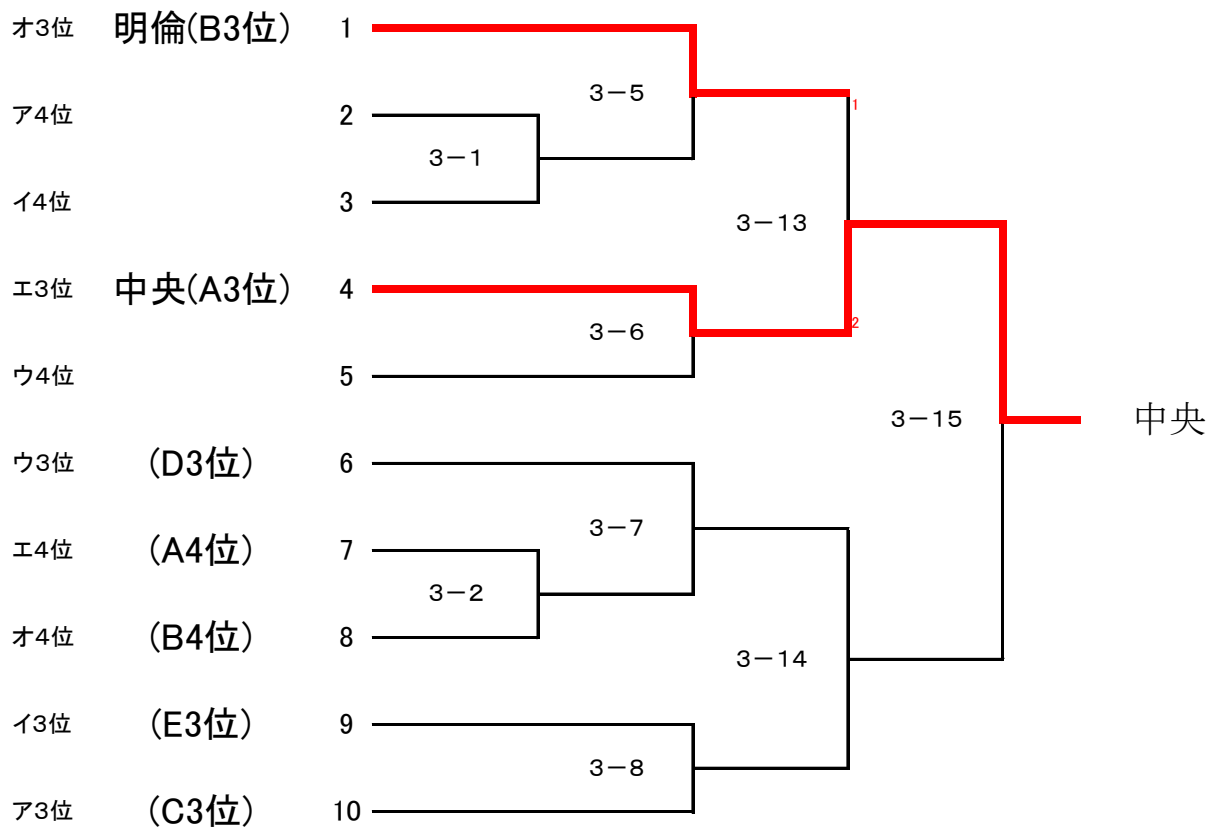 オ3位 明倫(B3位) 1
3－5
1
ア4位 2
3－1
イ4位 3
3－13
エ3位 中央(A3位) 4
3－6
2
ウ4位 5
3－15
中央
ウ3位 (D3位) 6
3－7
エ4位 (A4位) 7
3－2
オ4位 (B4位) 8
3－14
イ3位 (E3位) 9
3－8
ア3位 (C3位) 10